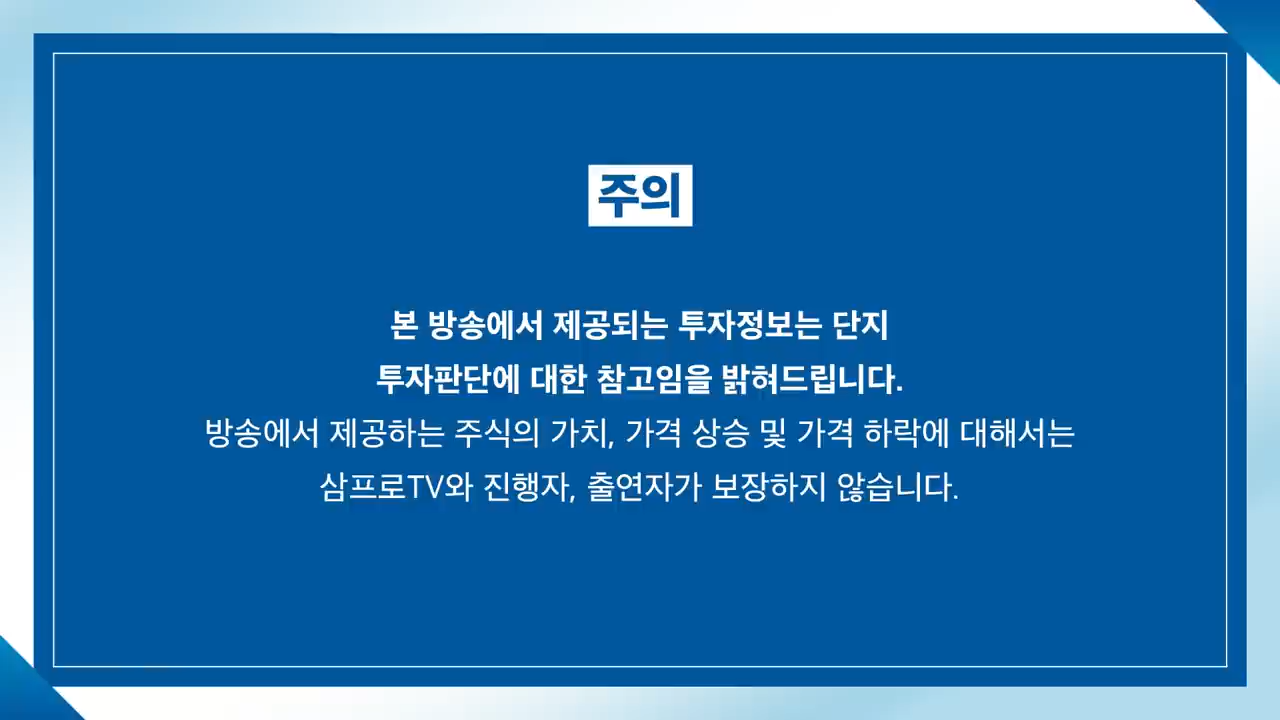 주의
본 방송에서 제공되는 투자정보는 단지
투자판단에 대한 참고임을 밝혀드립니다.
방송에서 제공하는 주식의 가치, 가격 상승 및 가격 하락에 대해서는
삼프로TV와 진행자, 출연자가 보장하지 않습니다.